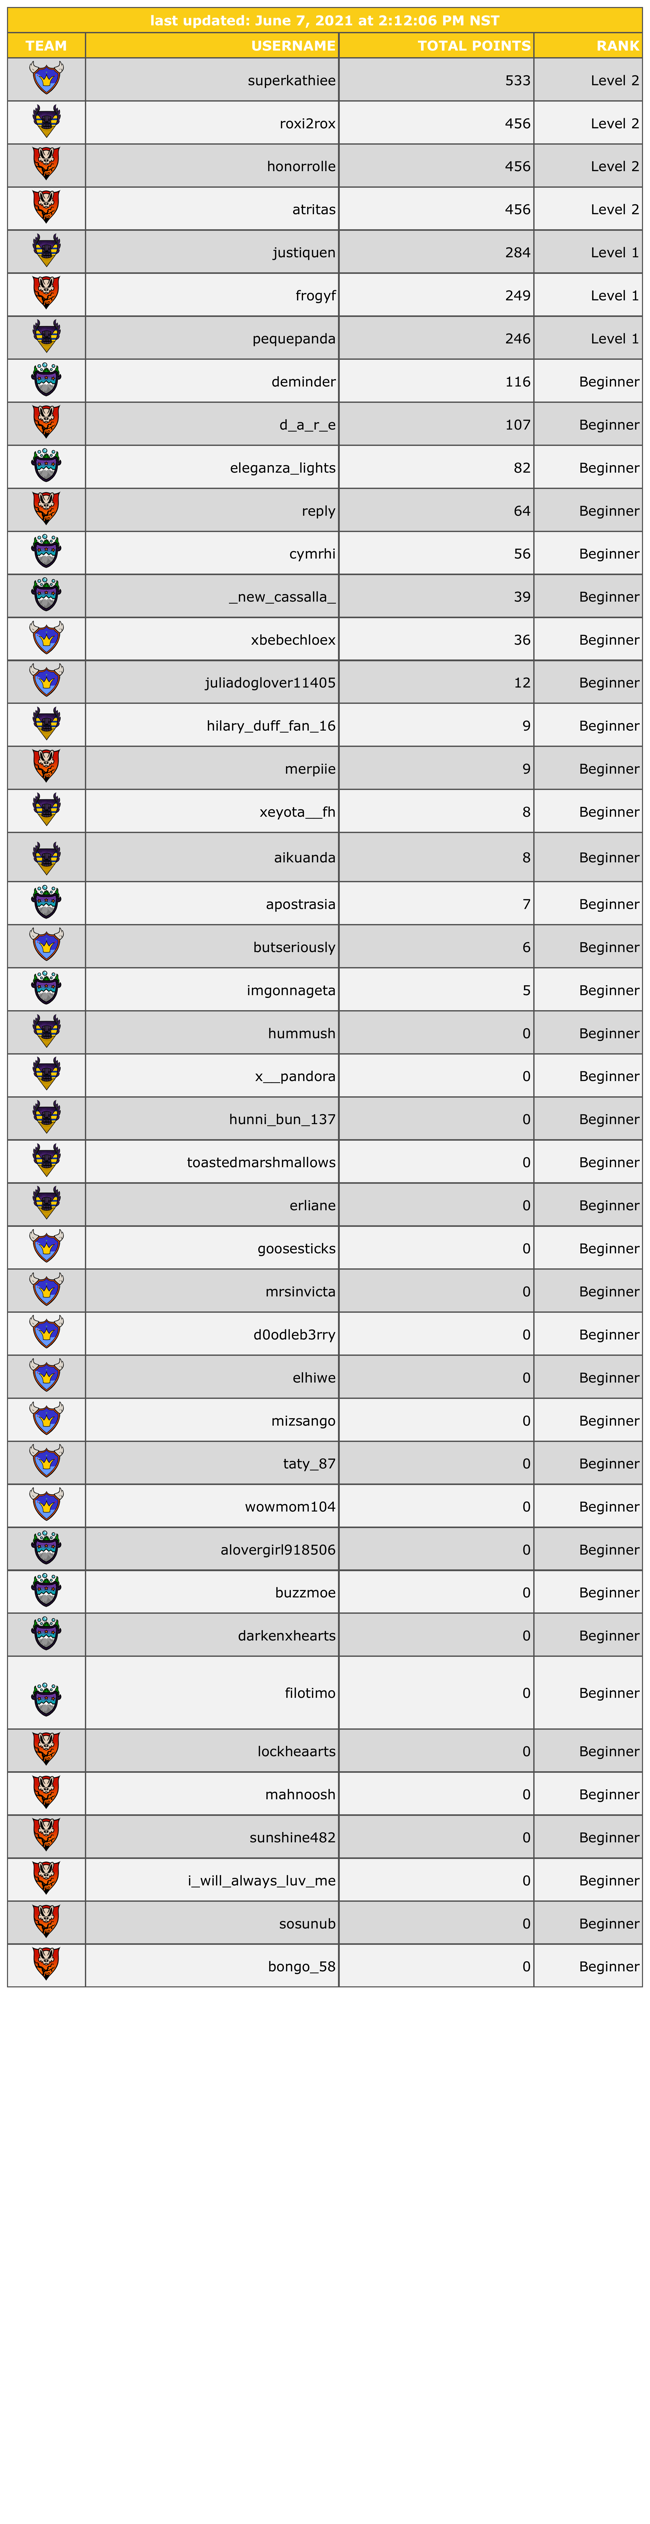 last updated: June 7, 2021 at 2:12:06 PM NST
TEAM USERNAME TOTAL POINTS RANK
superkathiee 533 Level 2
roxi2rox 456 Level 2
honorrolle 456 Level 2
atritas 456 Level 2
justiquen 284 Level 1
frogyf 249 Level 1
pequepanda 246 Level 1
deminder 116 Beginner
d_a_r_e 107 Beginner
eleganza_lights 82 Beginner
reply 64 Beginner
cymrhi 56 Beginner
_new_cassalla_ 39 Beginner
xbebechloex 36 Beginner
juliadoglover11405 12 Beginner
hilary_duff_fan_16 9 Beginner
merpiie 9 Beginner
xeyota__fh 8 Beginner
aikuanda 8 Beginner
apostrasia 7 Beginner
butseriously 6 Beginner
imgonnageta 5 Beginner
hummush 0 Beginner
x__pandora 0 Beginner
hunni_bun_137 0 Beginner
toastedmarshmallows 0 Beginner
erliane 0 Beginner
goosesticks 0 Beginner
mrsinvicta 0 Beginner
d0odleb3rry 0 Beginner
elhiwe 0 Beginner
mizsango 0 Beginner
taty_87 0 Beginner
wowmom104 0 Beginner
alovergirl918506 0 Beginner
buzzmoe 0 Beginner
darkenxhearts 0 Beginner
filotimo 0 Beginner
lockheaarts 0 Beginner
mahnoosh 0 Beginner
sunshine482 0 Beginner
i_will_always_luv_me 0 Beginner
sosunub 0 Beginner
bongo_58 0 Beginner